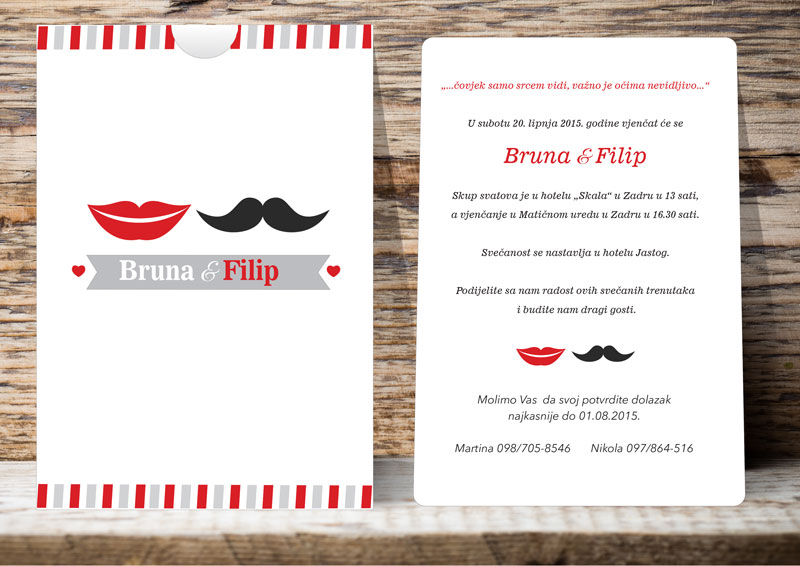 Bruna & Filip
„...čovjek samo srcem vidi, važno je očima nevidljivo...“
U subotu 20. lipnja 2015. godine vjenčat će se
Bruna & Filip
Skup svatova je u hotelu „Skala“ u Zadru u 13 sati,
a vjenčanje u Matičnom uredu u Zadru u 16.30 sati.
Svečanost se nastavlja u hotelu Jastog.
Podijelite sa nam radost ovih svečanih trenutaka
i budite nam dragi gosti.
Molimo Vas da svoj potvrdite dolazak
najkasnije do 01.08.2015.
Martina 098/705-8546 Nikola 097/864-516